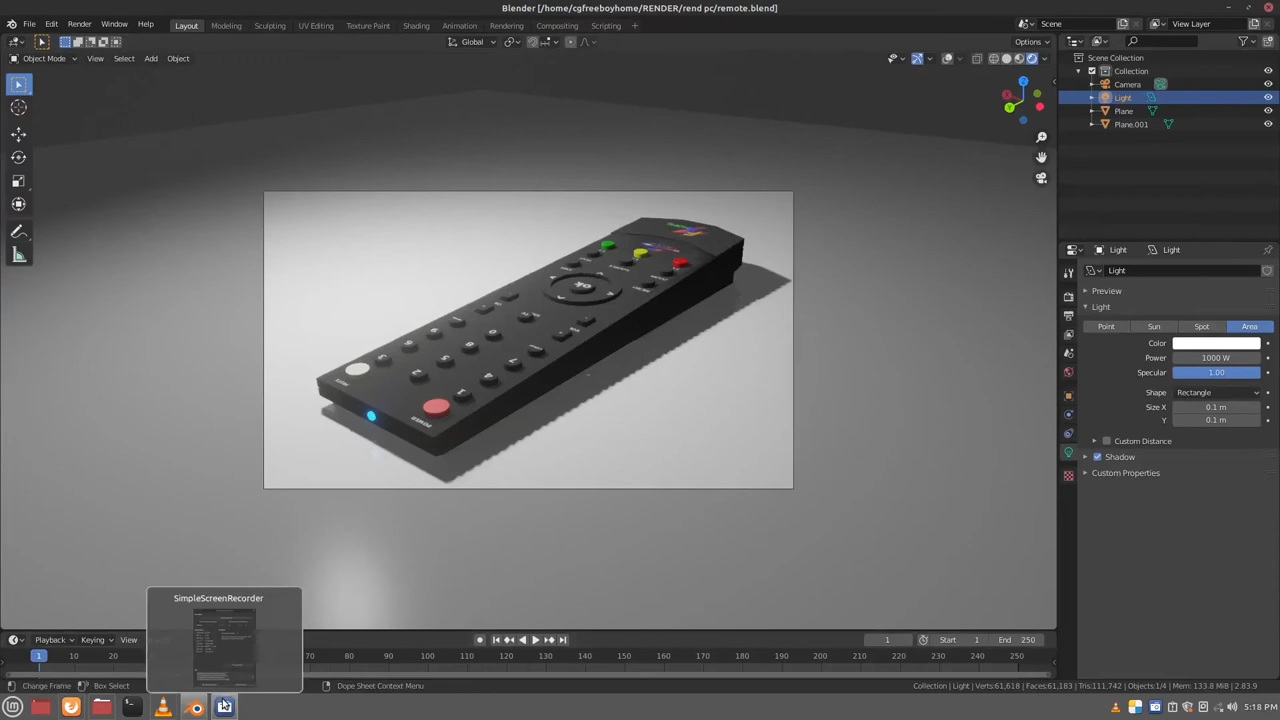 Blender [/home/cgfreeboyhome/RENDER/rend pc/remote.blend]
File Edit Render Window Help Layout Modeling Sculpting UV Editing Texture Paint Shading Animation Rendering Compositing Scripting + Scene View Layer
Global Options
Object Mode View Select Add Object
Scene Collection
Collection
Camera
Light
Plane
Plane.001
X
Y
Z
Light Light
Light
Preview
Light
Point Sun Spot Area
Color
Power 1000 W
Specular 1.00
Shape Rectangle
Size X 0.1 m
Y 0.1 m
Custom Distance
Shadow
Custom Properties
OK
POWER
SimpleScreenRecorder
Playback Keying View 1 Start 1 End 250
1 10 20 70 80 90 100 110 120 130 140 150 160 170 180 190 200 210 220 230 240 250
Change Frame Box Select Dope Sheet Context Menu Collection | Light | Verts:61,618 | Faces:61,183 | Tris:111,742 | Objects:1/4 | Mem: 133.8 MiB | 2.83.9
5:18 PM